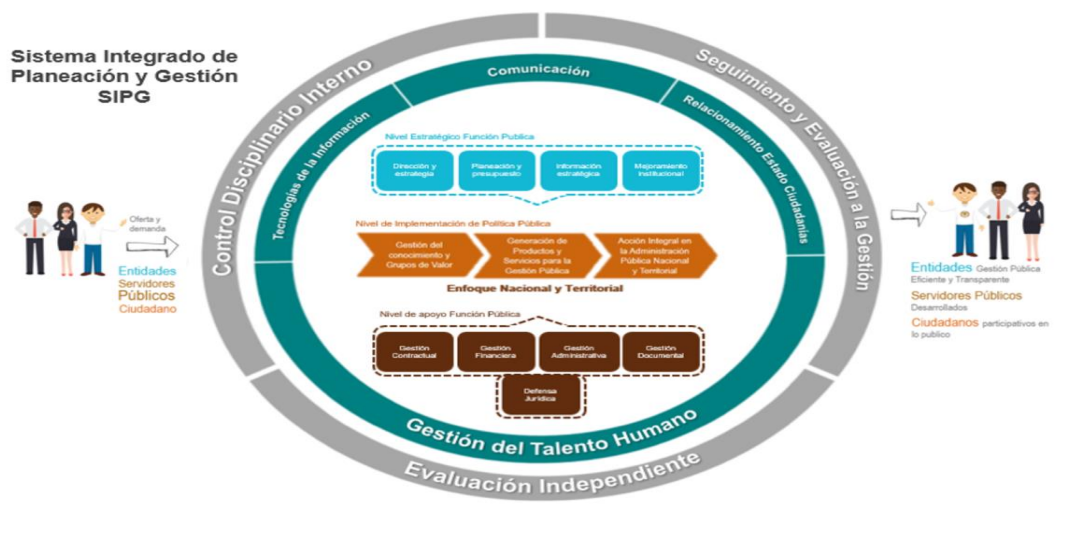 Sistema Integrado de
Planeación y Gestión
SIPG
Oferta y
demanda
Entidades
Servidores
Públicos
Ciudadano
Control Disciplinario Interno
Seguimiento y Evaluación a la Gestión
Evaluación Independiente
Tecnologías de la Información
Comunicación
Relacionamiento Estado Ciudadanías
Gestión del Talento Humano
Nivel Estratégico Función Publica
Dirección y
estrategia
Planeación y
presupuesto
Información
estratégica
Mejoramiento
Institucional
Nivel de Implementación de Política Pública
Gestión del
conocimiento y
Grupos de Valor
Generación de
Productos y
Servicios para la
Gestión Pública
Acción Integral en
la Administración
Pública Nacional
y Territorial
Enfoque Nacional y Territorial
Nivel de apoyo Función Pública
Gestión
Contractual
Gestión
Financiera
Gestión
Administrativa
Gestión
Documental
Defensa
Jurídica
Entidades Gestión Pública
Eficiente y Transparente
Servidores Públicos
Desarrollados
Ciudadanos participativos en
lo publico